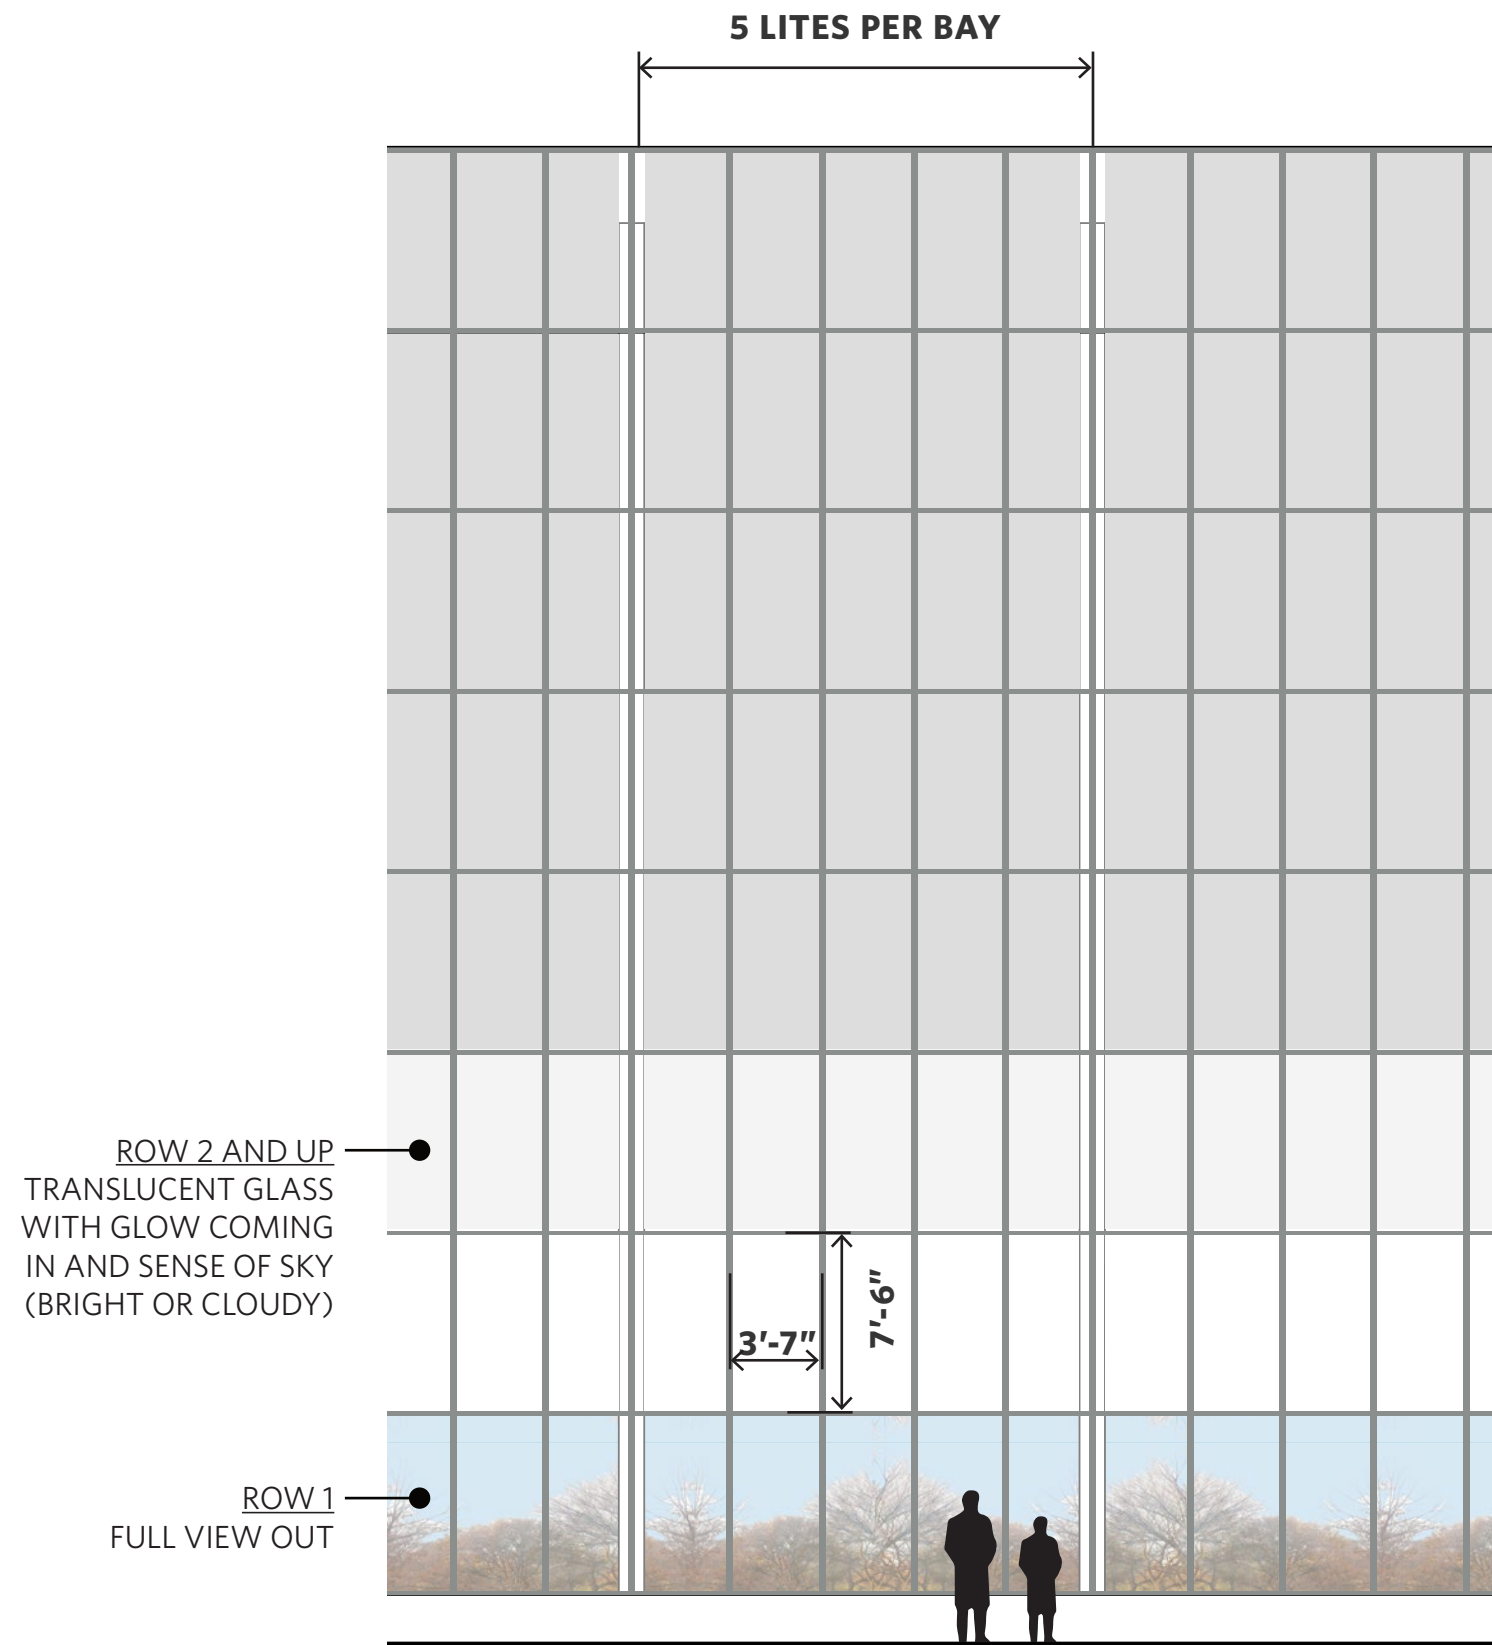 5 LITES PER BAY
ROW 2 AND UP
TRANSLUCENT GLASS
WITH GLOW COMING
IN AND SENSE OF SKY
(BRIGHT OR CLOUDY)
3'-7"
7'-6"
ROW 1
FULL VIEW OUT